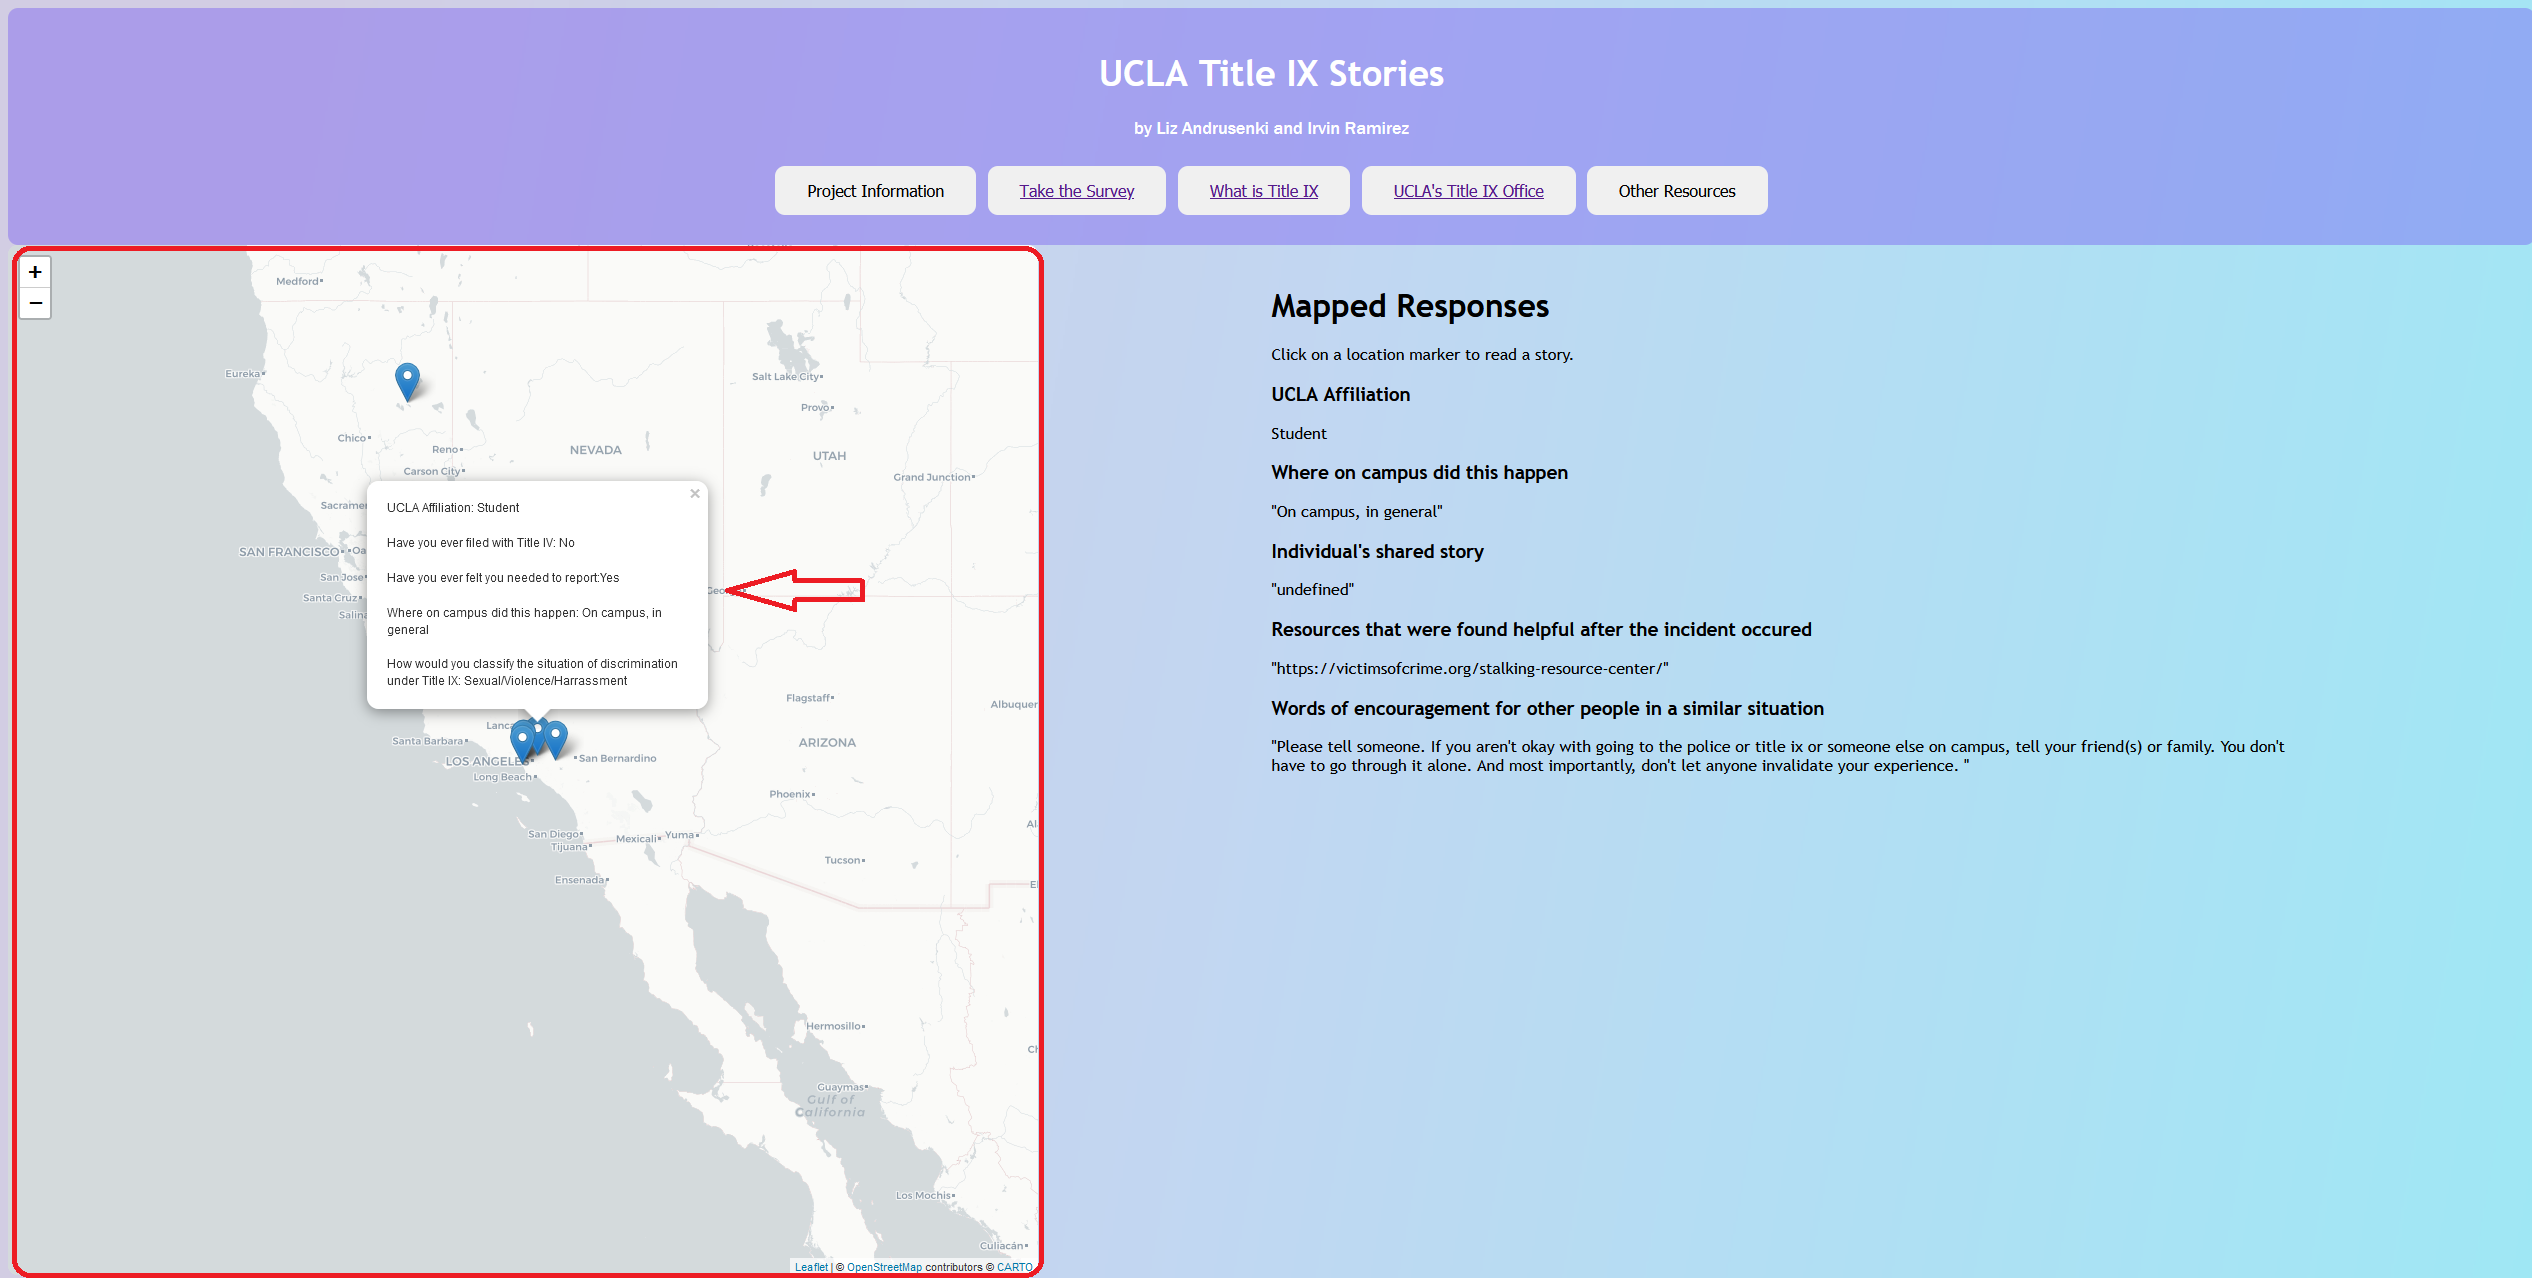 UCLA Title IX Stories
by Liz Andrusenki and Irvin Ramirez
Project Information
Take the Survey
What is Title IX
UCLA's Title IX Office
Other Resources
+
−
Medford
Eureka
Salt Lake City
Provo
Chico
Reno
NEVADA
UTAH
Carson City
Grand Junction
SAN FRANCISCO
San Jose
Santa Cruz
×
UCLA Affiliation: Student
Have you ever filed with Title IV: No
Have you ever felt you needed to report:Yes
Where on campus did this happen: On campus, in
general
How would you classify the situation of discrimination
under Title IX: Sexual/Violence/Harrassment
Flagstaff
Santa Barbara
ARIZONA
LOS ANGELES
San Bernardino
Long Beach
Phoenix
San Diego
Mexicali
Yuma
Tijuana
Tucson
Ensenada
Hermosillo
Guaymas
Gulf of
California
Los Mochis
Culiacán
Leaflet | © OpenStreetMap contributors © CARTO
Mapped Responses
Click on a location marker to read a story.
UCLA Affiliation
Student
Where on campus did this happen
"On campus, in general"
Individual's shared story
"undefined"
Resources that were found helpful after the incident occured
"https://victimsofcrime.org/stalking-resource-center/"
Words of encouragement for other people in a similar situation
"Please tell someone. If you aren't okay with going to the police or title ix or someone else on campus, tell your friend(s) or family. You don't
have to go through it alone. And most importantly, don't let anyone invalidate your experience. "